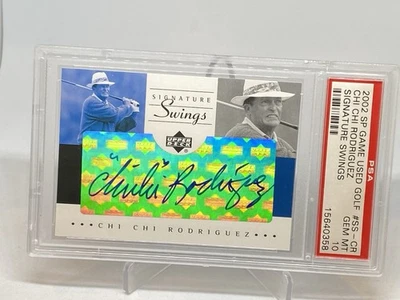 SIGNATURE
Swings
UPPER DECK
"Chi Chi" Rodriguez
CHI CHI RODRIGUEZ
PSA
2002 SP GAME USED GOLF #SS-CR
CHI CHI RODRIGUEZ GEM MT
SIGNATURE SWINGS 10
15640358